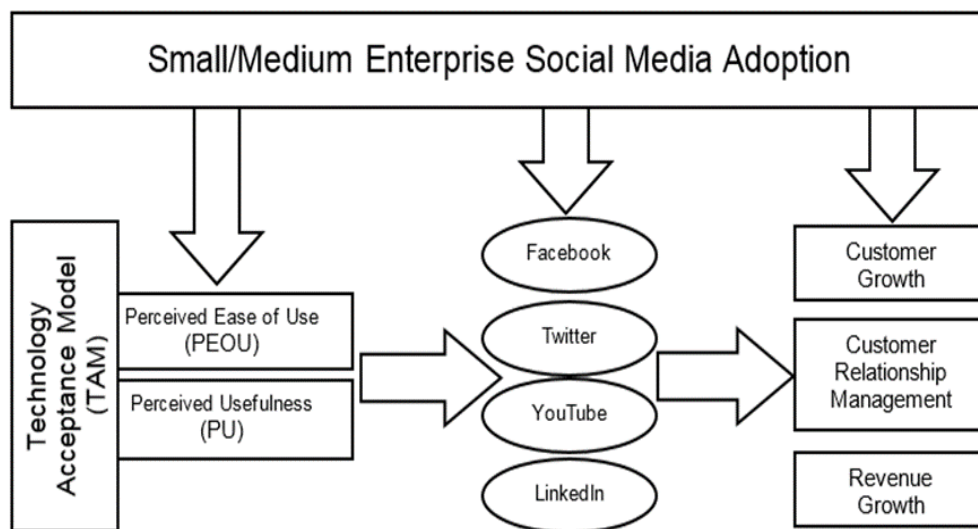 Small/Medium Enterprise Social Media Adoption
Technology
Acceptance Model
(TAM)
Perceived Ease of Use
(PEOU)
Perceived Usefulness
(PU)
Facebook
Twitter
YouTube
LinkedIn
Customer
Growth
Customer
Relationship
Management
Revenue
Growth